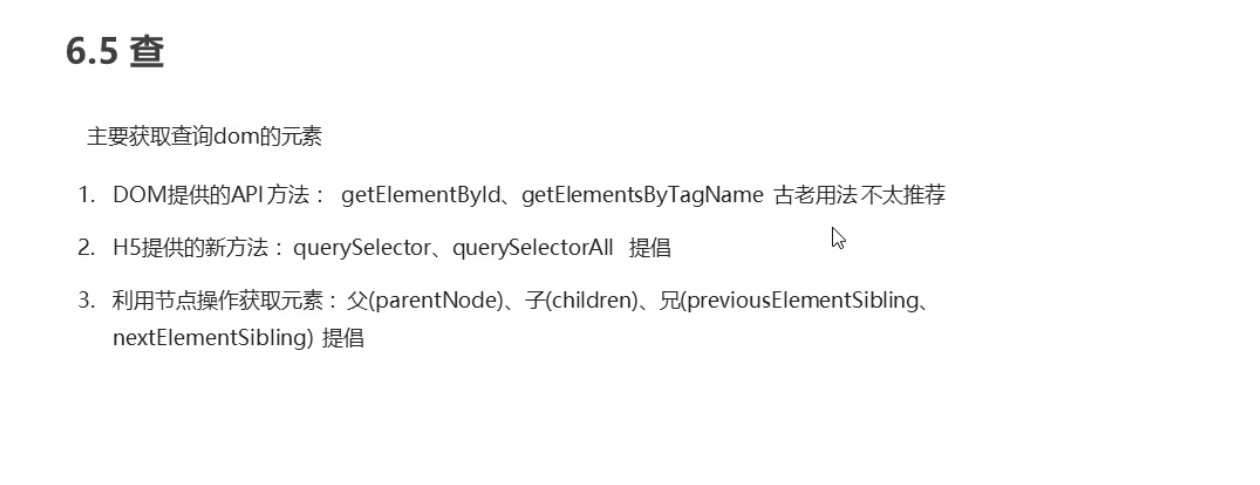 6.5 查
主要获取查询dom的元素
1. DOM提供的API 方法： getElementById、getElementsByTagName 古老用法 不太推荐
2. H5提供的新方法： querySelector、querySelectorAll 提倡
3. 利用节点操作获取元素： 父(parentNode)、子(children)、兄(previousElementSibling、
nextElementSibling) 提倡